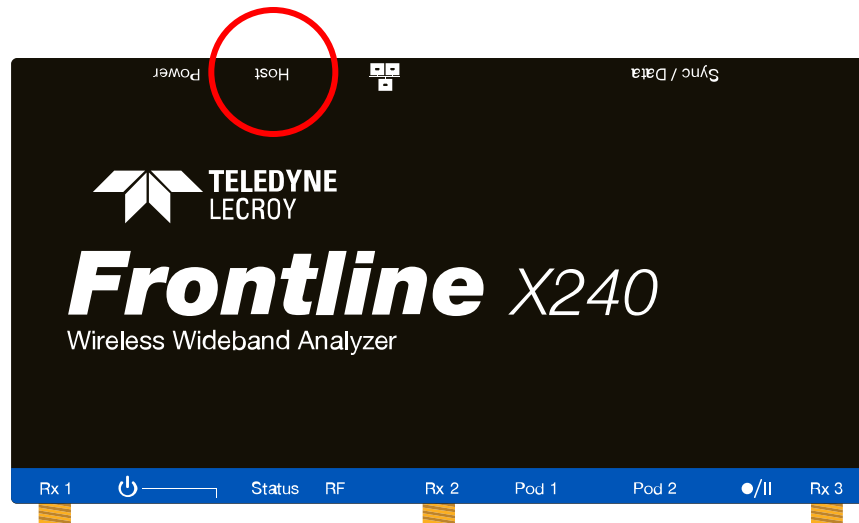 Power Host Sync / Data
TELEDYNE
LECROY
Frontline X240
Wireless Wideband Analyzer
Rx 1 Status RF Rx 2 Pod 1 Pod 2 ●/II Rx 3